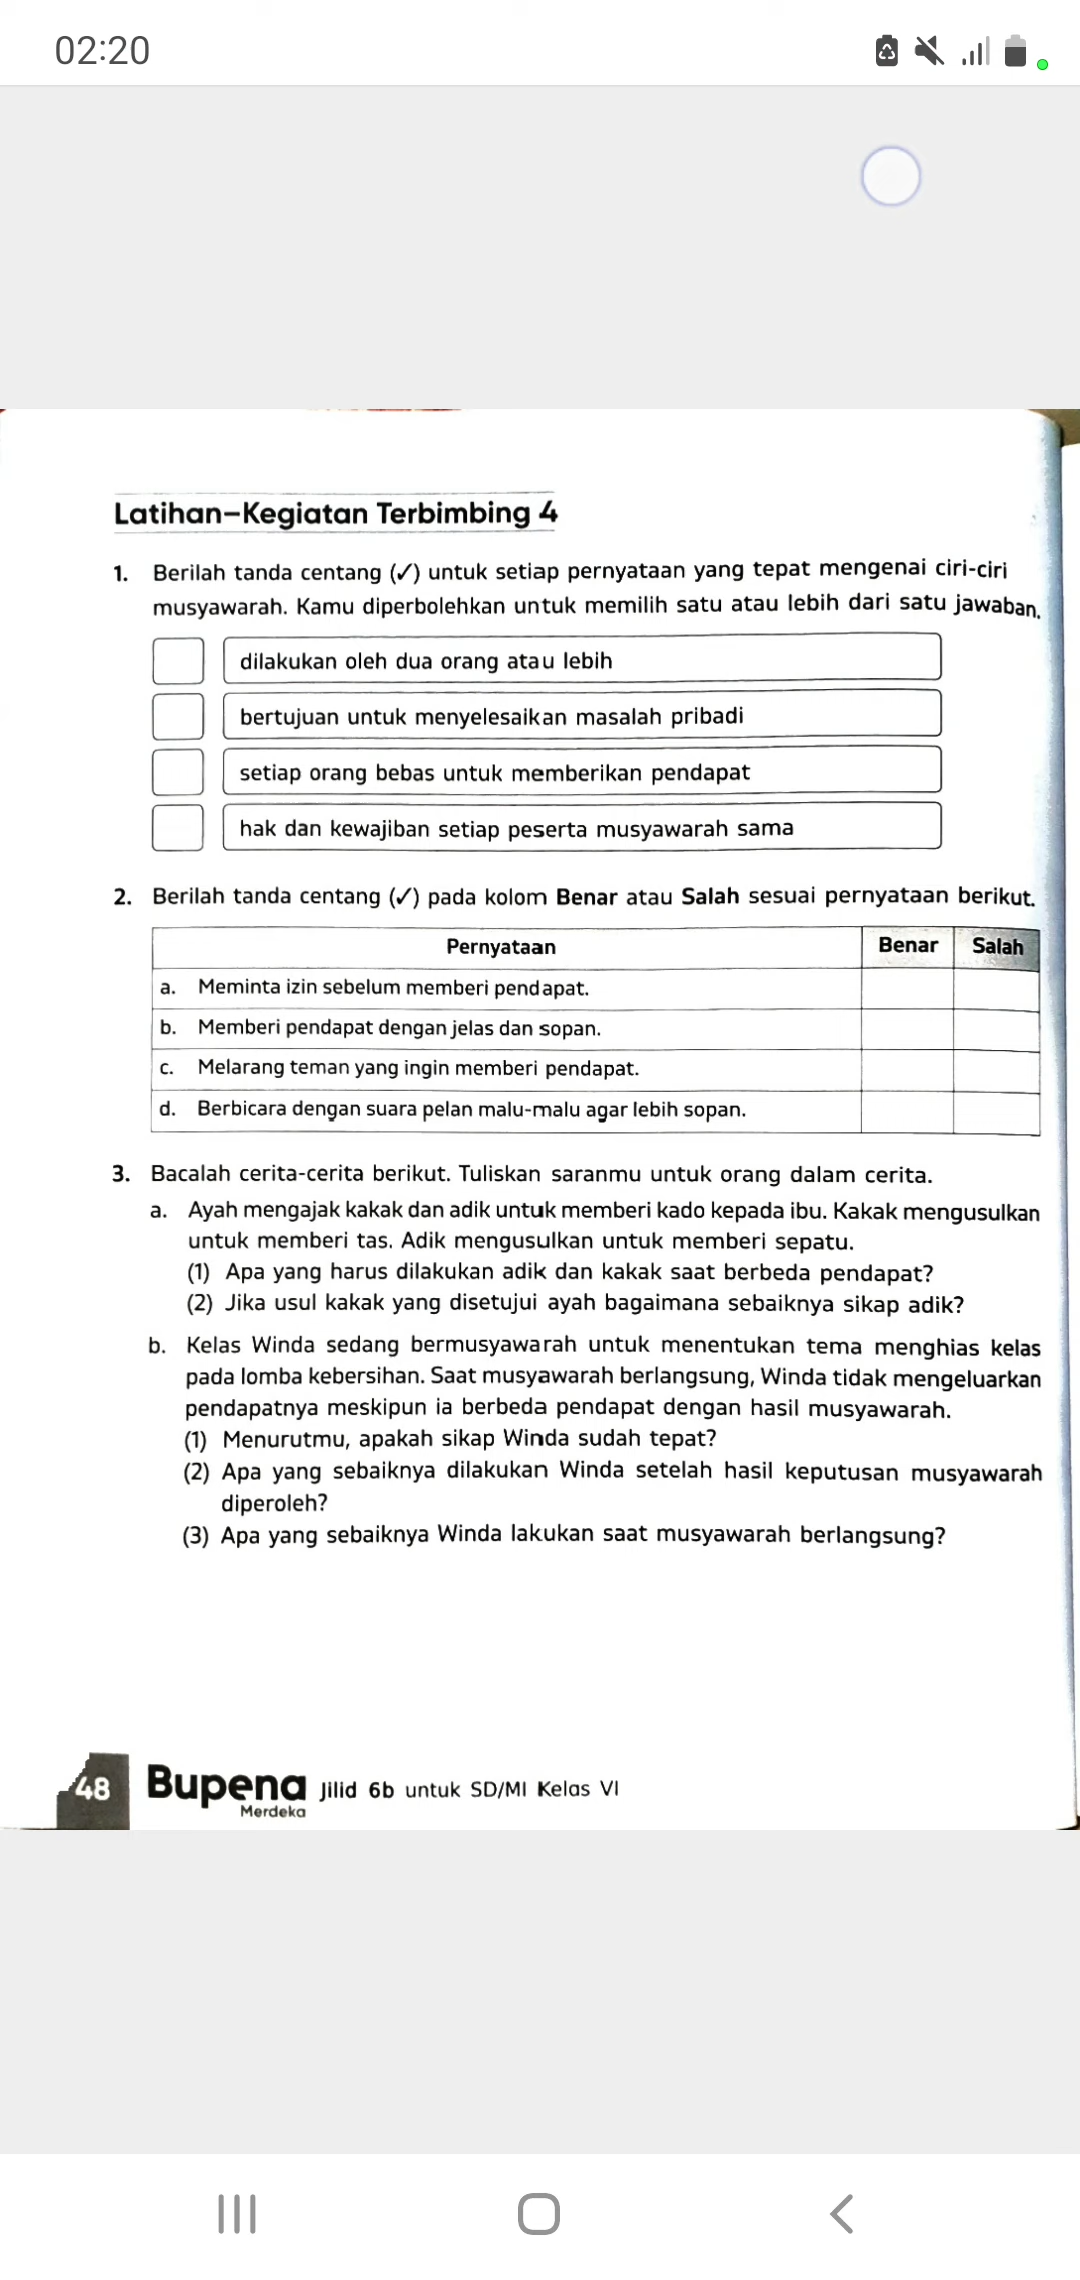 02:20
Latihan–Kegiatan Terbimbing 4
1. Berilah tanda centang (✓) untuk setiap pernyataan yang tepat mengenai ciri-ciri
musyawarah. Kamu diperbolehkan untuk memilih satu atau lebih dari satu jawaban.
dilakukan oleh dua orang atau lebih
bertujuan untuk menyelesaikan masalah pribadi
setiap orang bebas untuk memberikan pendapat
hak dan kewajiban setiap peserta musyawarah sama
2. Berilah tanda centang (✓) pada kolom Benar atau Salah sesuai pernyataan berikut.
Pernyataan Benar Salah
a. Meminta izin sebelum memberi pendapat.
b. Memberi pendapat dengan jelas dan sopan.
c. Melarang teman yang ingin memberi pendapat.
d. Berbicara dengan suara pelan malu-malu agar lebih sopan.
3. Bacalah cerita-cerita berikut. Tuliskan saranmu untuk orang dalam cerita.
a. Ayah mengajak kakak dan adik untuk memberi kado kepada ibu. Kakak mengusulkan
untuk memberi tas. Adik mengusulkan untuk memberi sepatu.
(1) Apa yang harus dilakukan adik dan kakak saat berbeda pendapat?
(2) Jika usul kakak yang disetujui ayah bagaimana sebaiknya sikap adik?
b. Kelas Winda sedang bermusyawarah untuk menentukan tema menghias kelas
pada lomba kebersihan. Saat musyawarah berlangsung, Winda tidak mengeluarkan
pendapatnya meskipun ia berbeda pendapat dengan hasil musyawarah.
(1) Menurutmu, apakah sikap Winda sudah tepat?
(2) Apa yang sebaiknya dilakukan Winda setelah hasil keputusan musyawarah
diperoleh?
(3) Apa yang sebaiknya Winda lakukan saat musyawarah berlangsung?
48 Bupena Jilid 6b untuk SD/MI Kelas VI
Merdeka